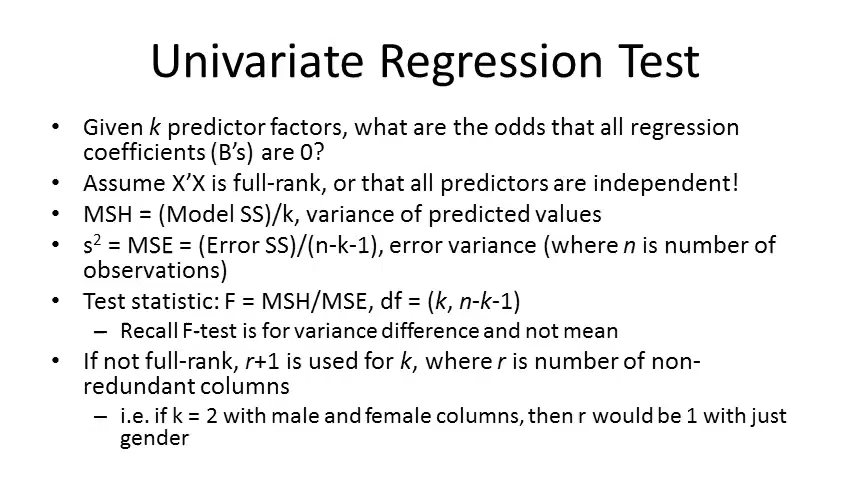 Univariate Regression Test
• Given k predictor factors, what are the odds that all regression
coefficients (B’s) are 0?
• Assume X’X is full-rank, or that all predictors are independent!
• MSH = (Model SS)/k, variance of predicted values
• s² = MSE = (Error SS)/(n-k-1), error variance (where n is number of
observations)
• Test statistic: F = MSH/MSE, df = (k, n-k-1)
– Recall F-test is for variance difference and not mean
• If not full-rank, r+1 is used for k, where r is number of non-
redundant columns
– i.e. if k = 2 with male and female columns, then r would be 1 with just
gender